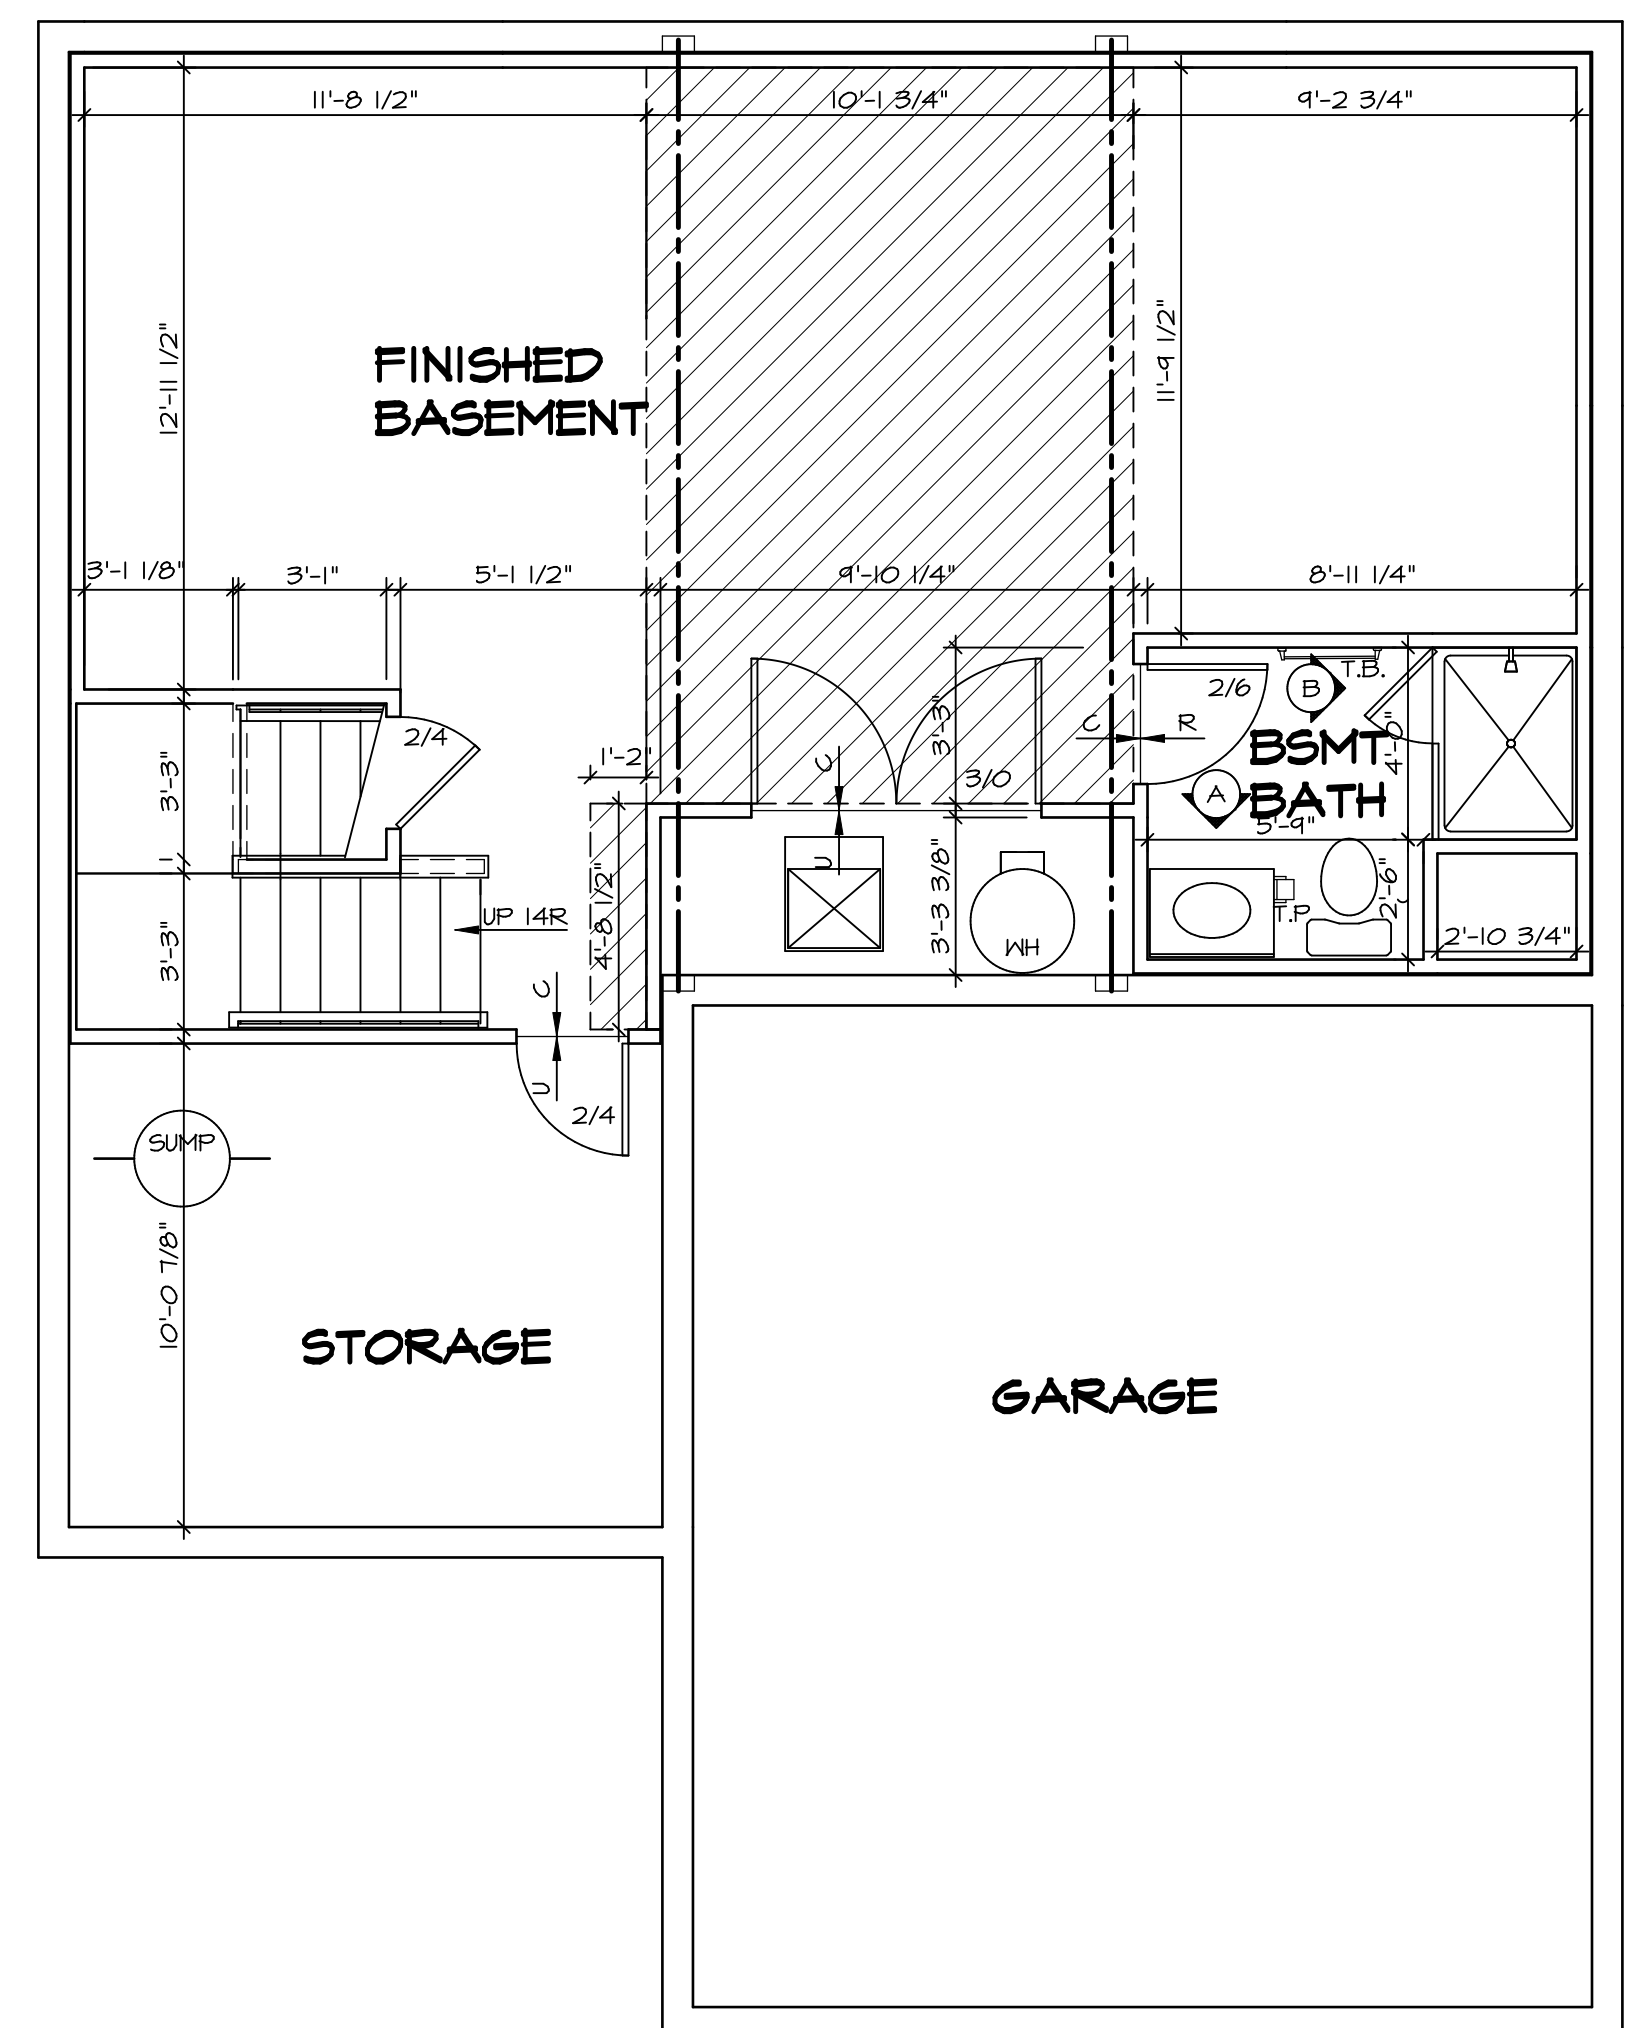 11'-8 1/2"
10'-1 3/4"
9'-2 3/4"
12'-11 1/2"
11'-9 1/2"
FINISHED
BASEMENT
3'-1 1/8"
3'-1"
5'-1 1/2"
9'-10 1/4"
8'-11 1/4"
2/4
3'-3"
1'-2"
C
U
3'-3"
3/0
C
R
2/6
B
T.B.
BSMT
BATH
4'-0"
A
5'-9"
3'-3"
UP 14R
4'-8 1/2"
3'-3 3/8"
WH
T.P
2'-6"
2'-10 3/4"
C
U
2/4
SUMP
10'-0 7/8"
STORAGE
GARAGE